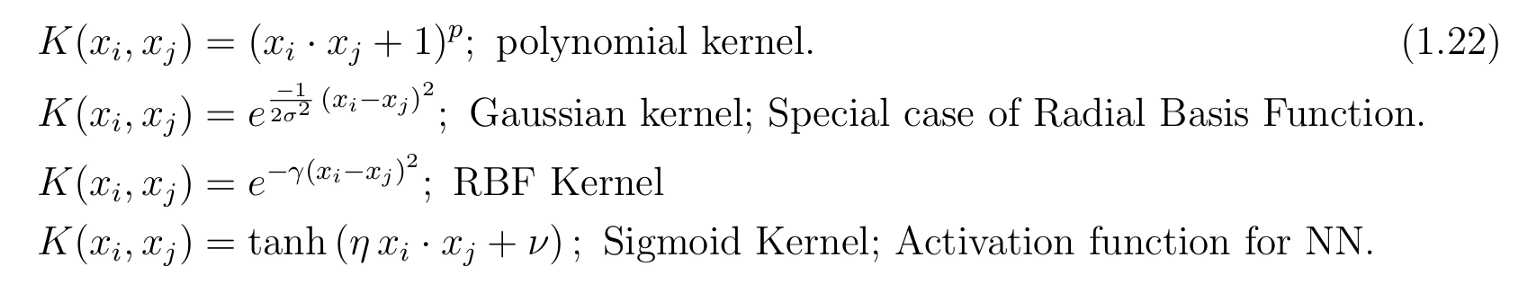 K(x_i, x_j) = (x_i · x_j + 1)^p; polynomial kernel. (1.22)
K(x_i, x_j) = e^{\frac{-1}{2σ^2} (x_i−x_j)^2}; Gaussian kernel; Special case of Radial Basis Function.
K(x_i, x_j) = e^{−γ(x_i−x_j)^2}; RBF Kernel
K(x_i, x_j) = tanh (η x_i · x_j + ν) ; Sigmoid Kernel; Activation function for NN.